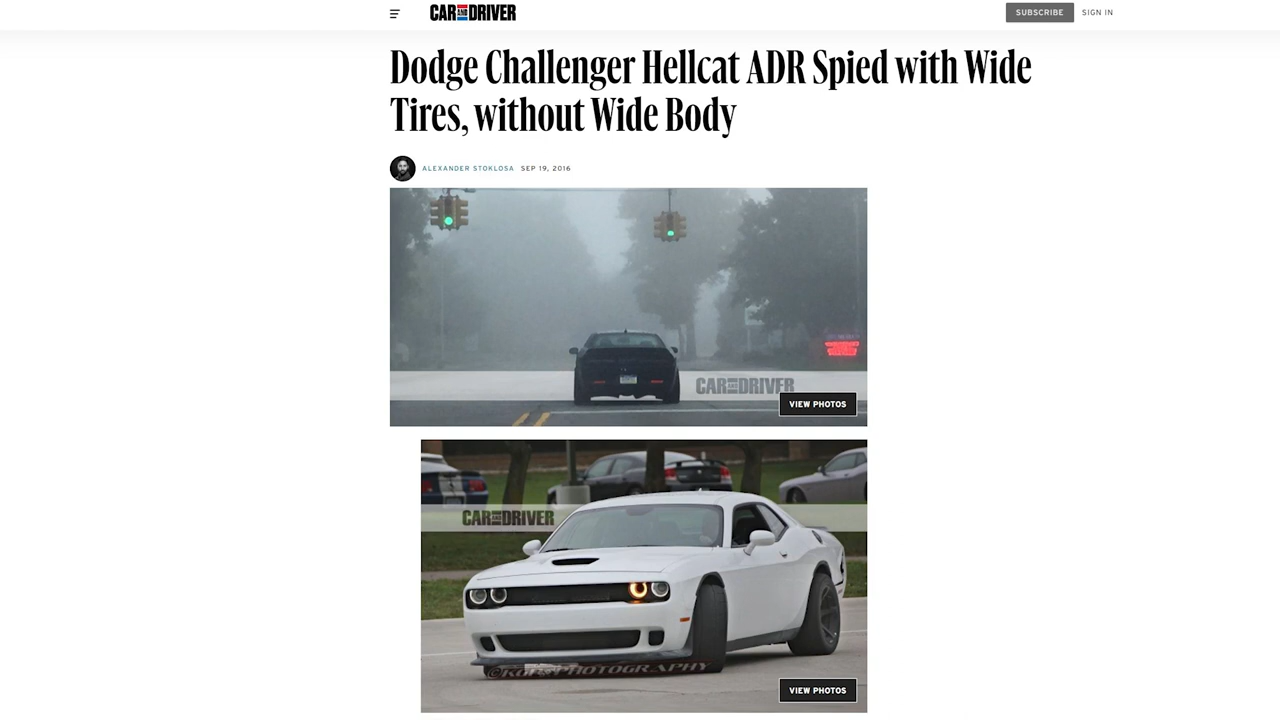 CAR AND DRIVER
SUBSCRIBE
SIGN IN
Dodge Challenger Hellcat ADR Spied with Wide
Tires, without Wide Body
ALEXANDER STOKLOSA SEP 19, 2016
CAR AND DRIVER
VIEW PHOTOS
CAR AND DRIVER
PHOTOGRAPHY
VIEW PHOTOS